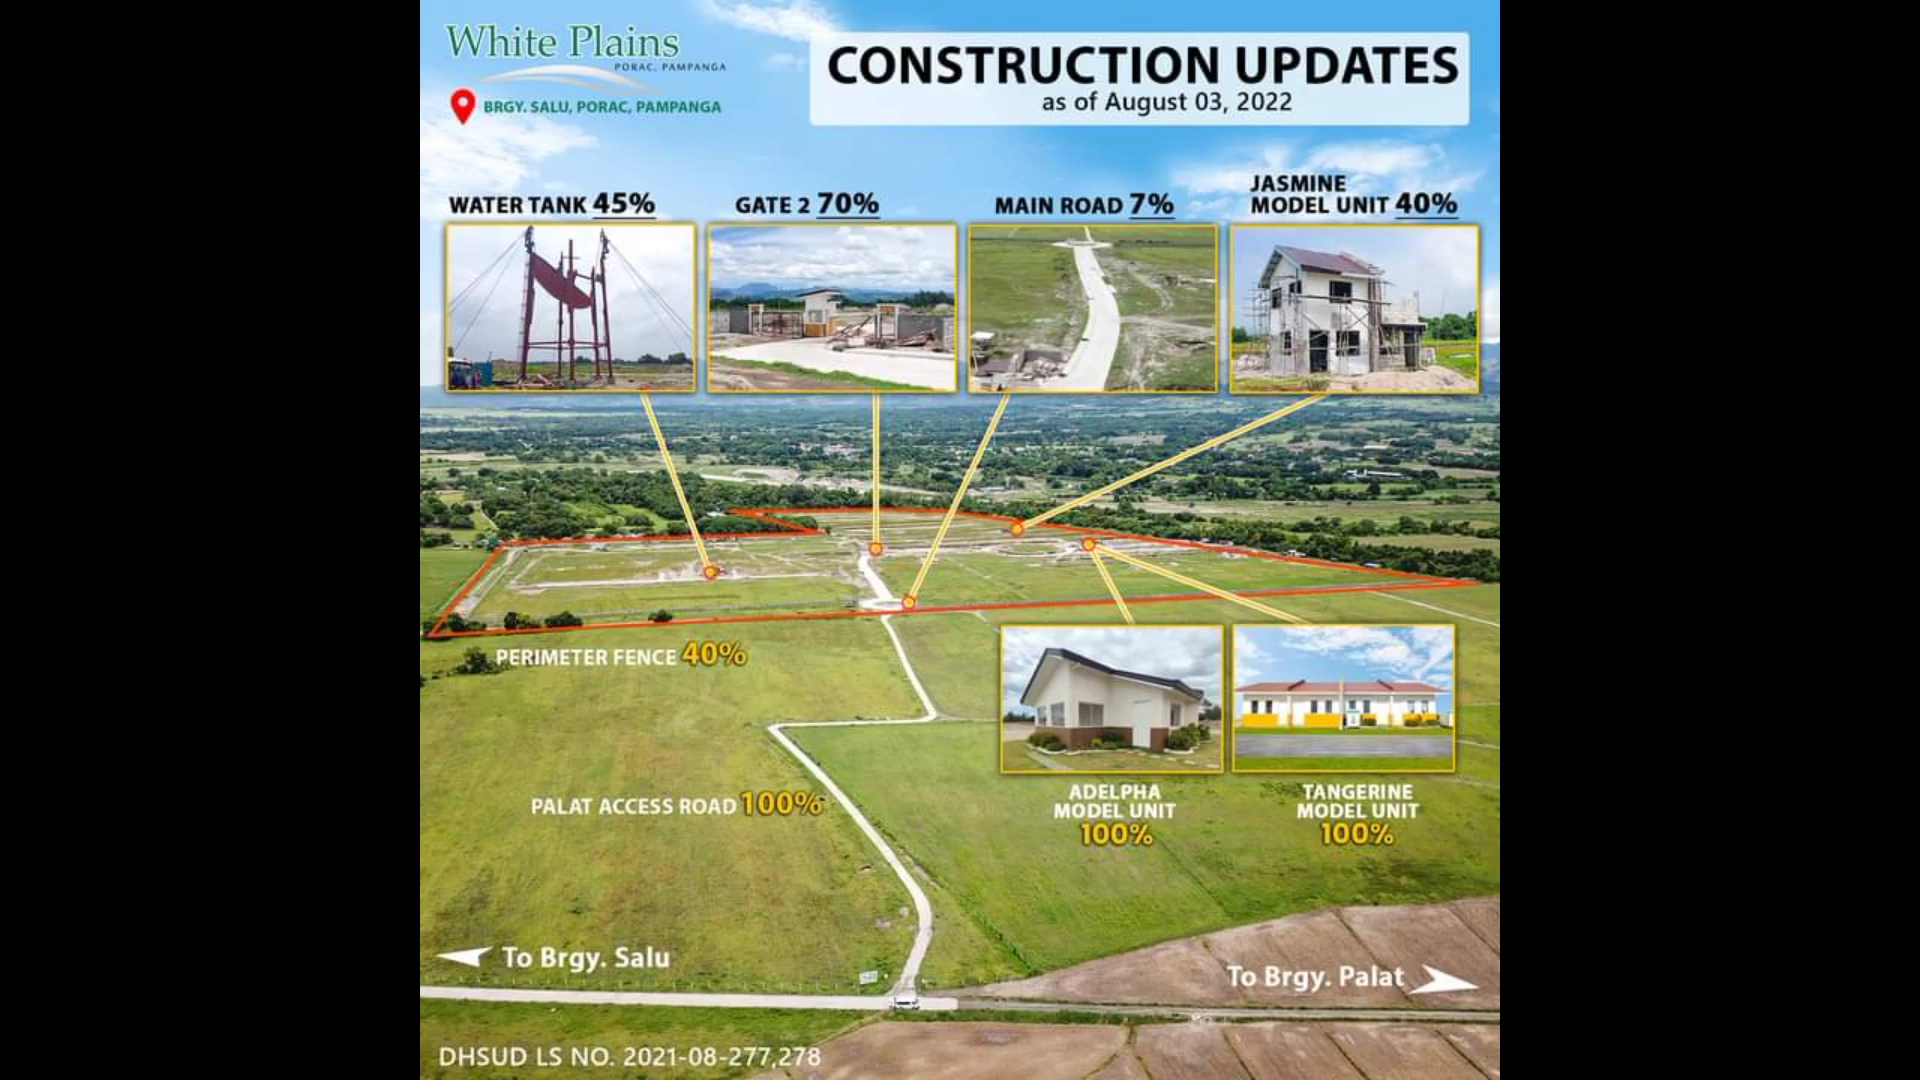 White Plains
PORAC, PAMPANGA
BRGY. SALU, PORAC, PAMPANGA
CONSTRUCTION UPDATES
as of August 03, 2022
WATER TANK 45%
GATE 2 70%
MAIN ROAD 7%
JASMINE
MODEL UNIT 40%
PERIMETER FENCE 40%
PALAT ACCESS ROAD 100%
ADELPHA
MODEL UNIT
100%
TANGERINE
MODEL UNIT
100%
To Brgy. Salu
To Brgy. Palat
DHSUD LS NO. 2021-08-277,278